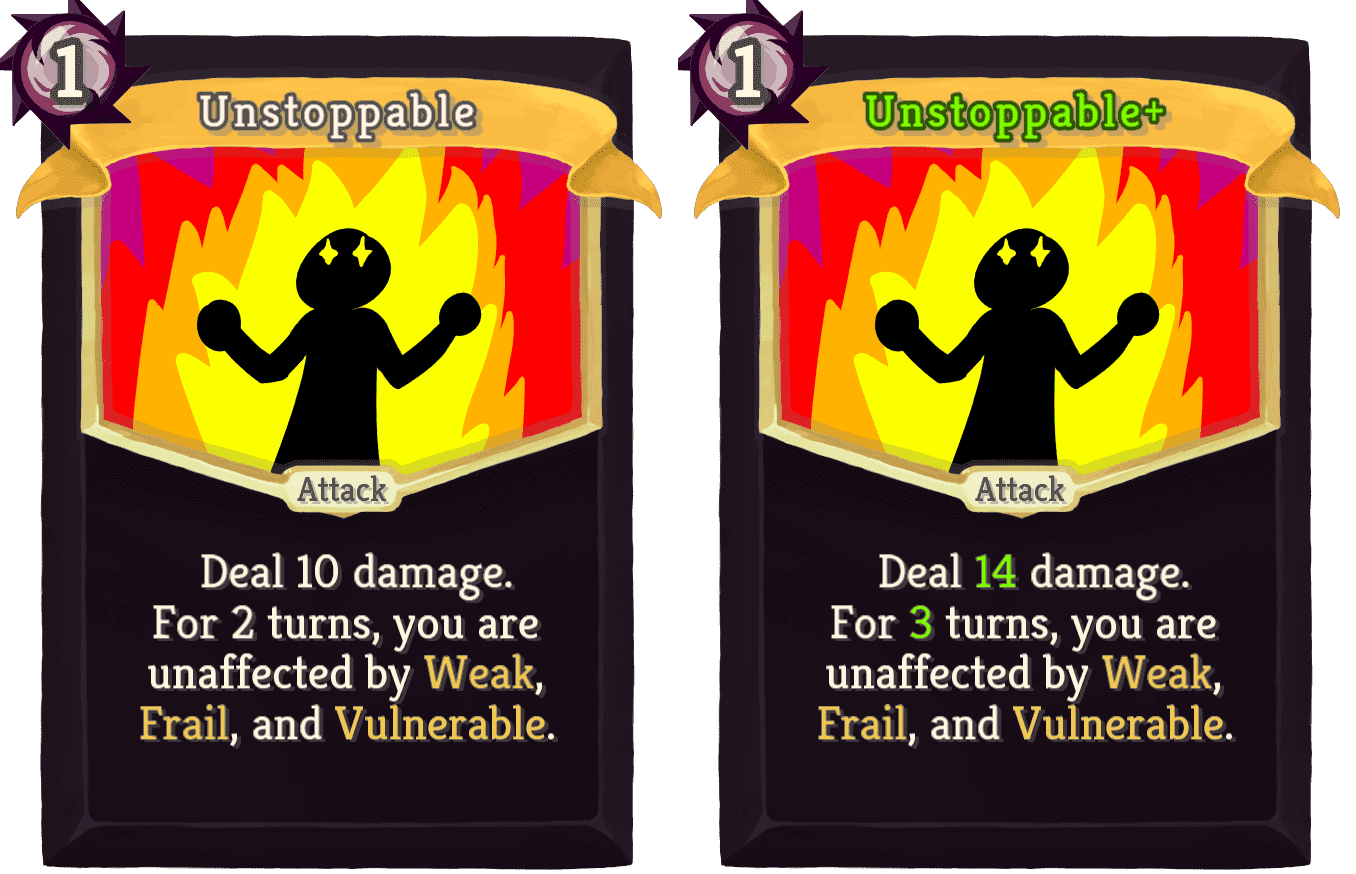 1
Unstoppable
Attack
Deal 10 damage.
For 2 turns, you are
unaffected by Weak,
Frail, and Vulnerable.
1
Unstoppable+
Attack
Deal 14 damage.
For 3 turns, you are
unaffected by Weak,
Frail, and Vulnerable.